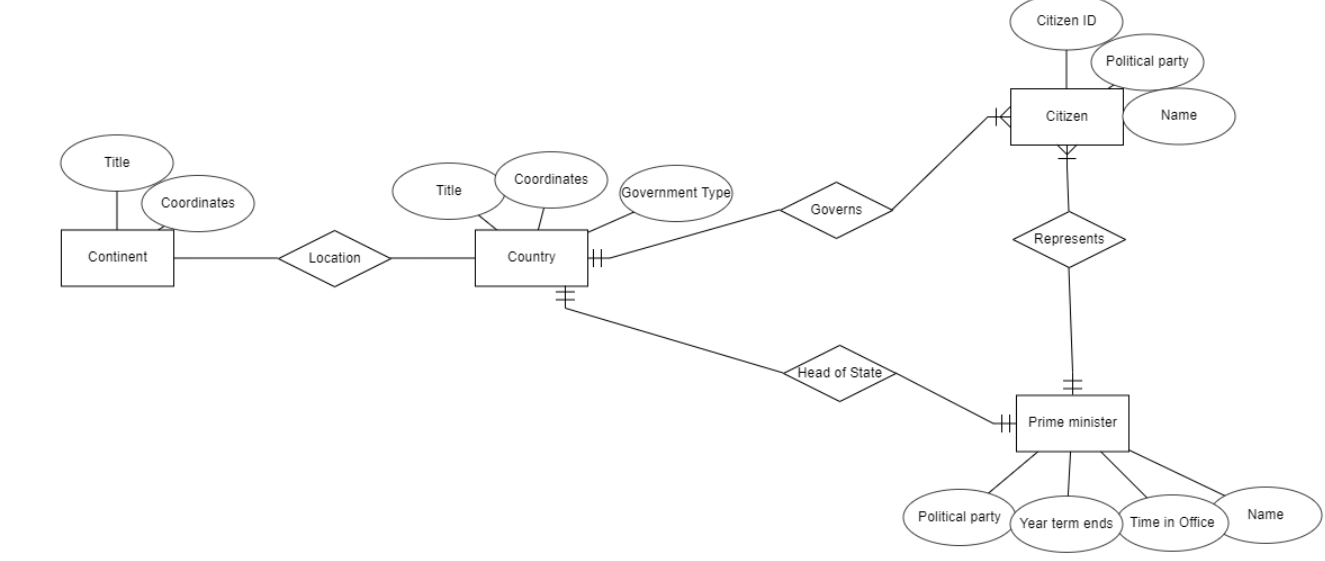 Citizen ID
Political party
Citizen
Name
Title
Coordinates
Continent
Location
Title
Coordinates
Government Type
Country
Governs
Represents
Head of State
Prime minister
Political party
Year term ends
Time in Office
Name